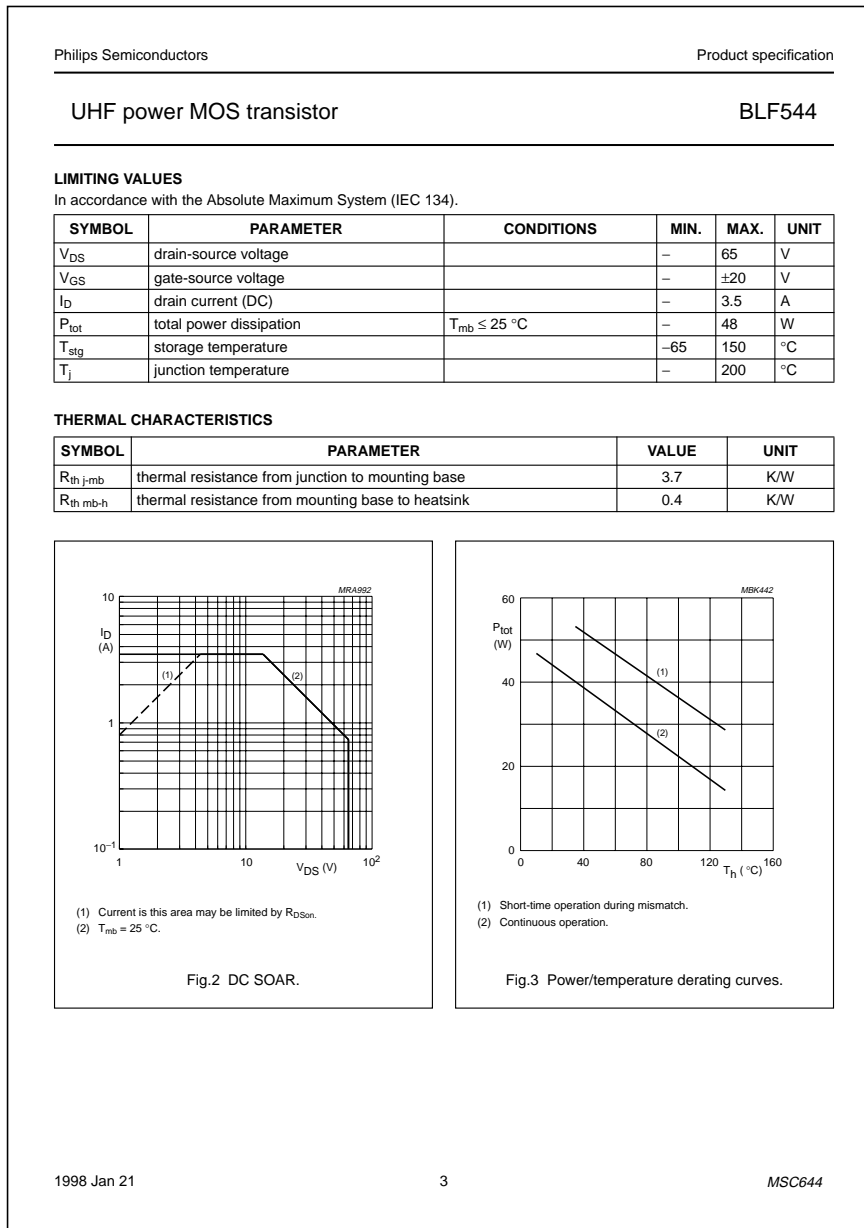 Philips Semiconductors Product specification
UHF power MOS transistor BLF544
LIMITING VALUES
In accordance with the Absolute Maximum System (IEC 134).
SYMBOL PARAMETER CONDITIONS MIN. MAX. UNIT
VDS drain-source voltage – 65 V
VGS gate-source voltage – ±20 V
ID drain current (DC) – 3.5 A
Ptot total power dissipation Tmb ≤ 25 °C – 48 W
Tstg storage temperature −65 150 °C
Tj junction temperature – 200 °C
THERMAL CHARACTERISTICS
SYMBOL PARAMETER VALUE UNIT
Rth j-mb thermal resistance from junction to mounting base 3.7 K/W
Rth mb-h thermal resistance from mounting base to heatsink 0.4 K/W
MRA992
10
ID
(A)
(1) (2)
1
10−1
1 10 VDS (V) 102
(1) Current is this area may be limited by RDSon.
(2) Tmb = 25 °C.
Fig.2 DC SOAR.
MBK442
60
Ptot
(W)
(1)
40
(2)
20
0
0 40 80 120 Th ( °C) 160
(1) Short-time operation during mismatch.
(2) Continuous operation.
Fig.3 Power/temperature derating curves.
1998 Jan 21 3 MSC644